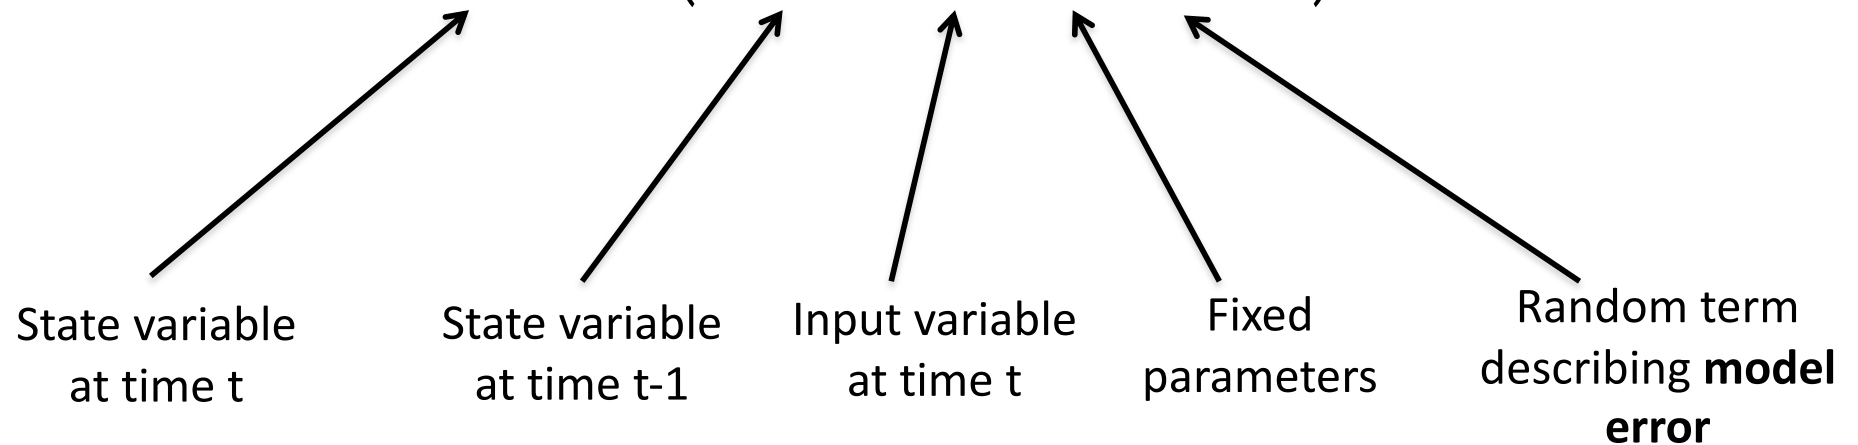 State variable
at time t
State variable
at time t-1
Input variable
at time t
Fixed
parameters
Random term
describing model
error